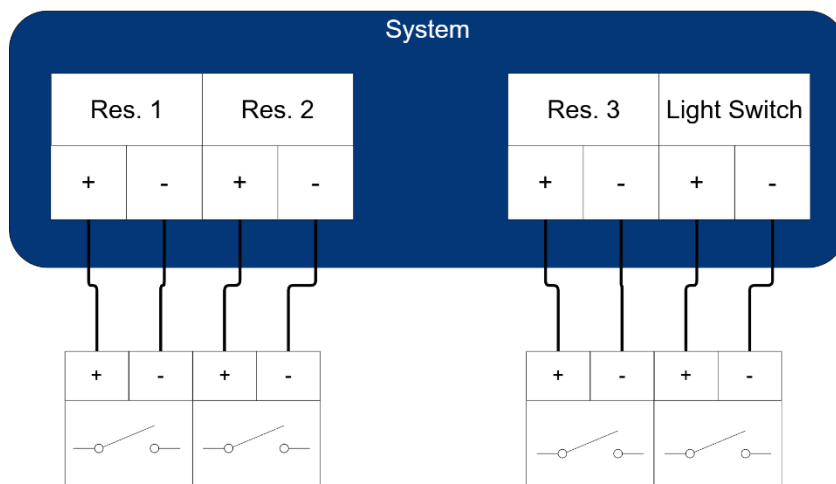 System
Res. 1 Res. 2 Res. 3 Light Switch
+ - + - + - + -
+ - + - + - + -